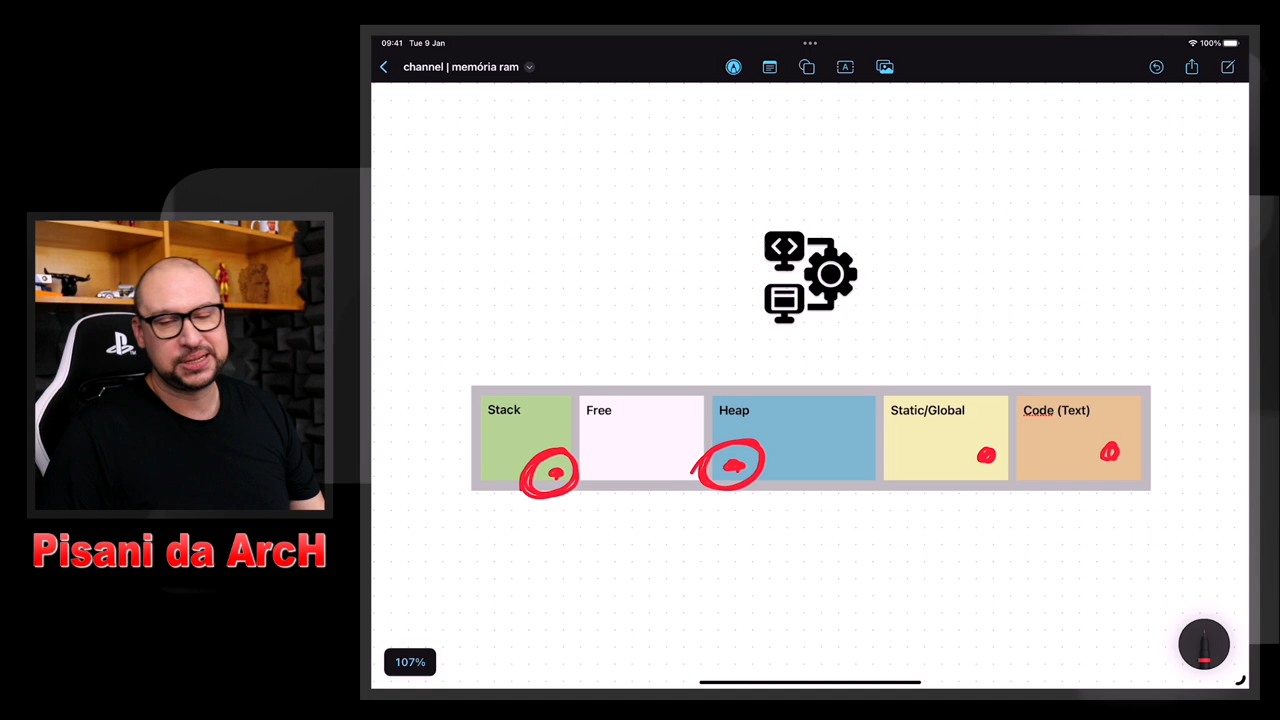 09:41 Tue 9 Jan
100%
channel | memória ram
A
Stack
Free
Heap
Static/Global
Code (Text)
Pisani da ArcH
107%